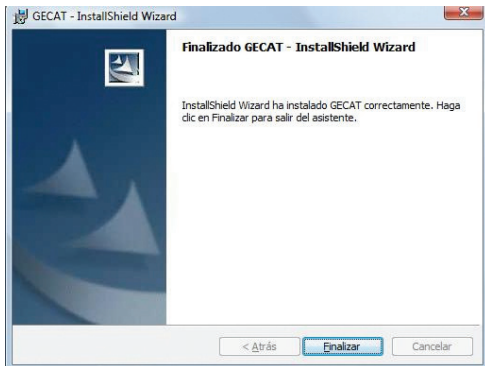 GECAT - InstallShield Wizard
Finalizado GECAT - InstallShield Wizard
InstallShield Wizard ha instalado GECAT correctamente. Haga
clic en Finalizar para salir del asistente.
< Atrás
Finalizar
Cancelar